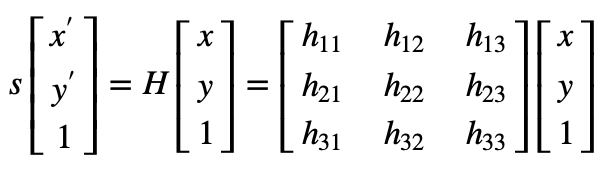 s [x' y' 1] = H [x y 1] = [h11 h12 h13 h21 h22 h23 h31 h32 h33] [x y 1]